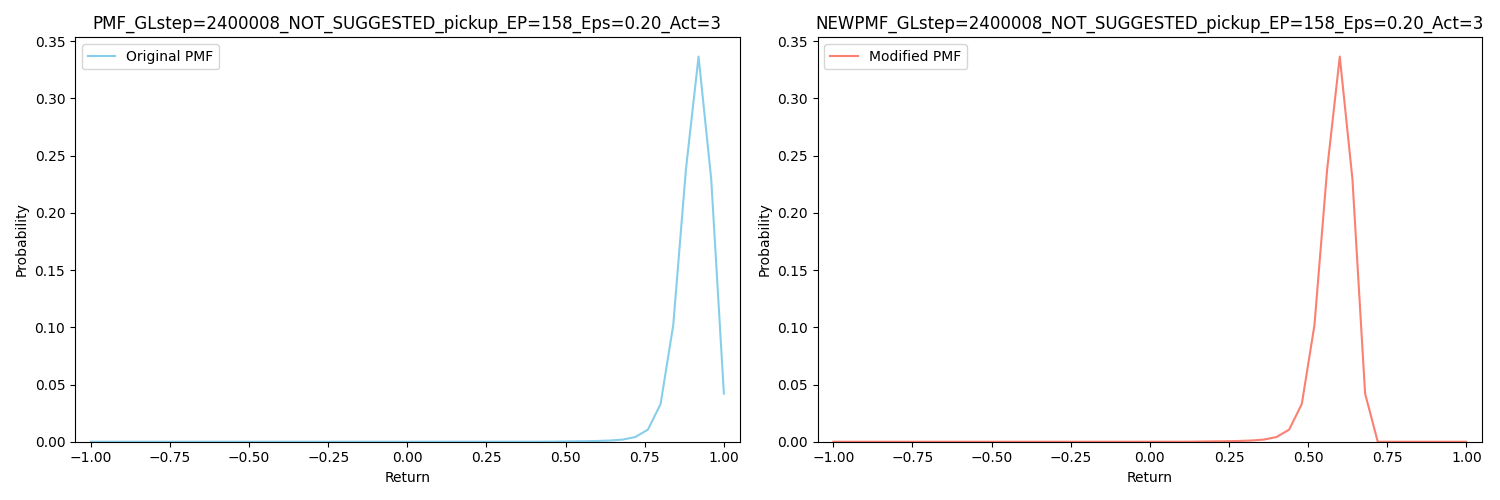 PMF_GLstep=2400008_NOT_SUGGESTED_pickup_EP=158_Eps=0.20_Act=3
Original PMF
Probability
0.35
0.30
0.25
0.20
0.15
0.10
0.05
0.00
−1.00 −0.75 −0.50 −0.25 0.00 0.25 0.50 0.75 1.00
Return
NEWPMF_GLstep=2400008_NOT_SUGGESTED_pickup_EP=158_Eps=0.20_Act=3
Modified PMF
Probability
0.35
0.30
0.25
0.20
0.15
0.10
0.05
0.00
−1.00 −0.75 −0.50 −0.25 0.00 0.25 0.50 0.75 1.00
Return